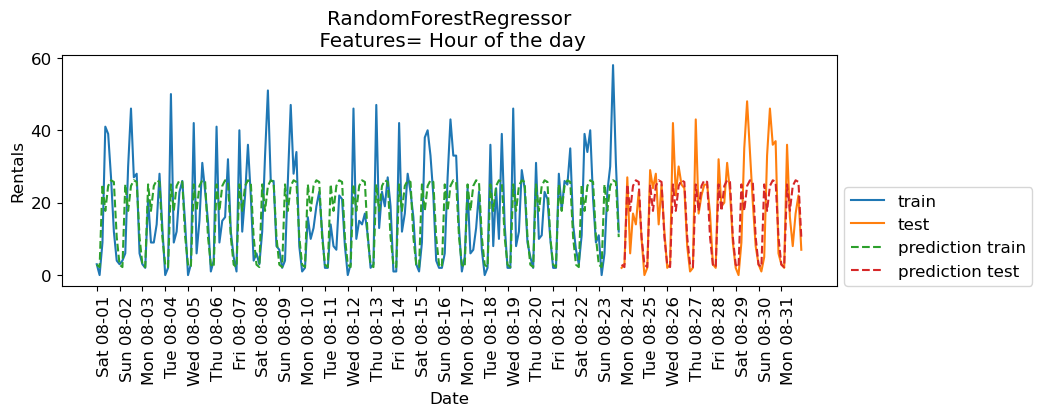 RandomForestRegressor
Features= Hour of the day
Rentals
60
40
20
0
Sat 08-01
Sun 08-02
Mon 08-03
Tue 08-04
Wed 08-05
Thu 08-06
Fri 08-07
Sat 08-08
Sun 08-09
Mon 08-10
Tue 08-11
Wed 08-12
Thu 08-13
Fri 08-14
Sat 08-15
Sun 08-16
Mon 08-17
Tue 08-18
Wed 08-19
Thu 08-20
Fri 08-21
Sat 08-22
Sun 08-23
Mon 08-24
Tue 08-25
Wed 08-26
Thu 08-27
Fri 08-28
Sat 08-29
Sun 08-30
Mon 08-31
Date
train
test
prediction train
prediction test